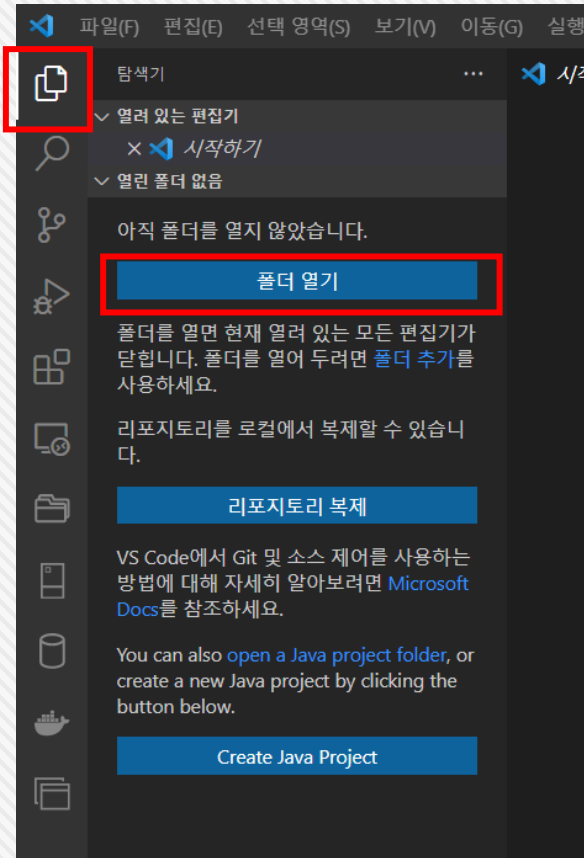 파일(F) 편집(E) 선택 영역(S) 보기(V) 이동(G) 실행
탐색기 ...
열려 있는 편집기
시작하기
열린 폴더 없음
아직 폴더를 열지 않았습니다.
폴더 열기
폴더를 열면 현재 열려 있는 모든 편집기가
닫힙니다. 폴더를 열어 두려면 폴더 추가를
사용하세요.
리포지토리를 로컬에서 복제할 수 있습니
다.
리포지토리 복제
VS Code에서 Git 및 소스 제어를 사용하는
방법에 대해 자세히 알아보려면 Microsoft
Docs를 참조하세요.
You can also open a Java project folder, or
create a new Java project by clicking the
button below.
Create Java Project